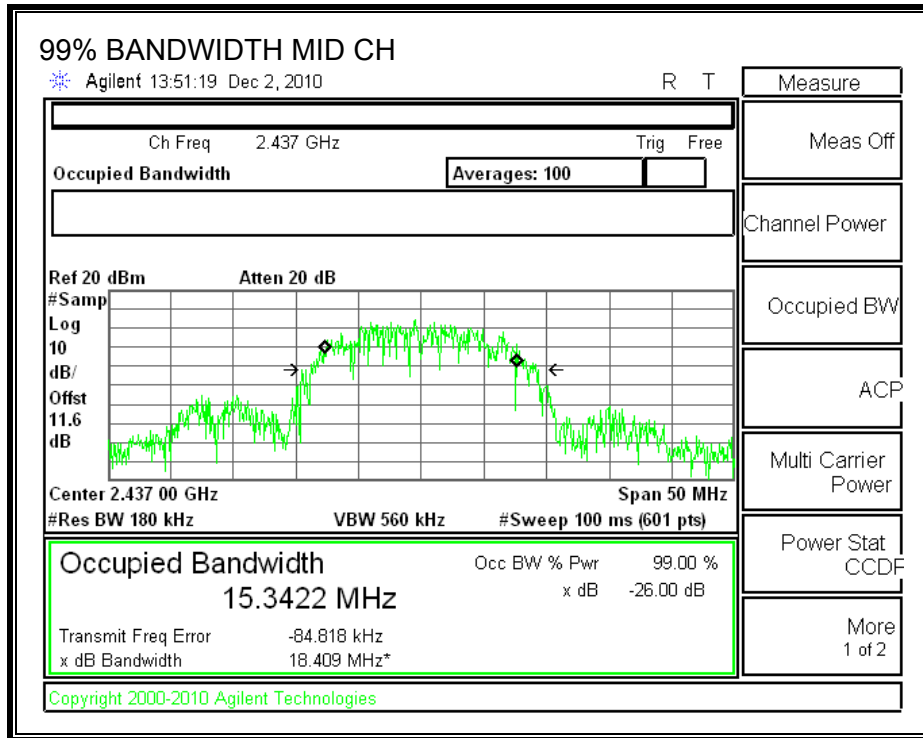 99% BANDWIDTH MID CH
Agilent 13:51:19 Dec 2, 2010 R T
Measure
Ch Freq 2.437 GHz Trig Free
Meas Off
Occupied Bandwidth Averages: 100
Channel Power
Ref 20 dBm Atten 20 dB
#Samp
Log
10
dB/
Offst
11.6
dB
Occupied BW
ACP
Multi Carrier
Power
Center 2.437 00 GHz Span 50 MHz
#Res BW 180 kHz VBW 560 kHz #Sweep 100 ms (601 pts)
Occupied Bandwidth Occ BW % Pwr 99.00 %
15.3422 MHz x dB -26.00 dB
Power Stat
CCDF
Transmit Freq Error -84.818 kHz
x dB Bandwidth 18.409 MHz*
More
1 of 2
Copyright 2000-2010 Agilent Technologies